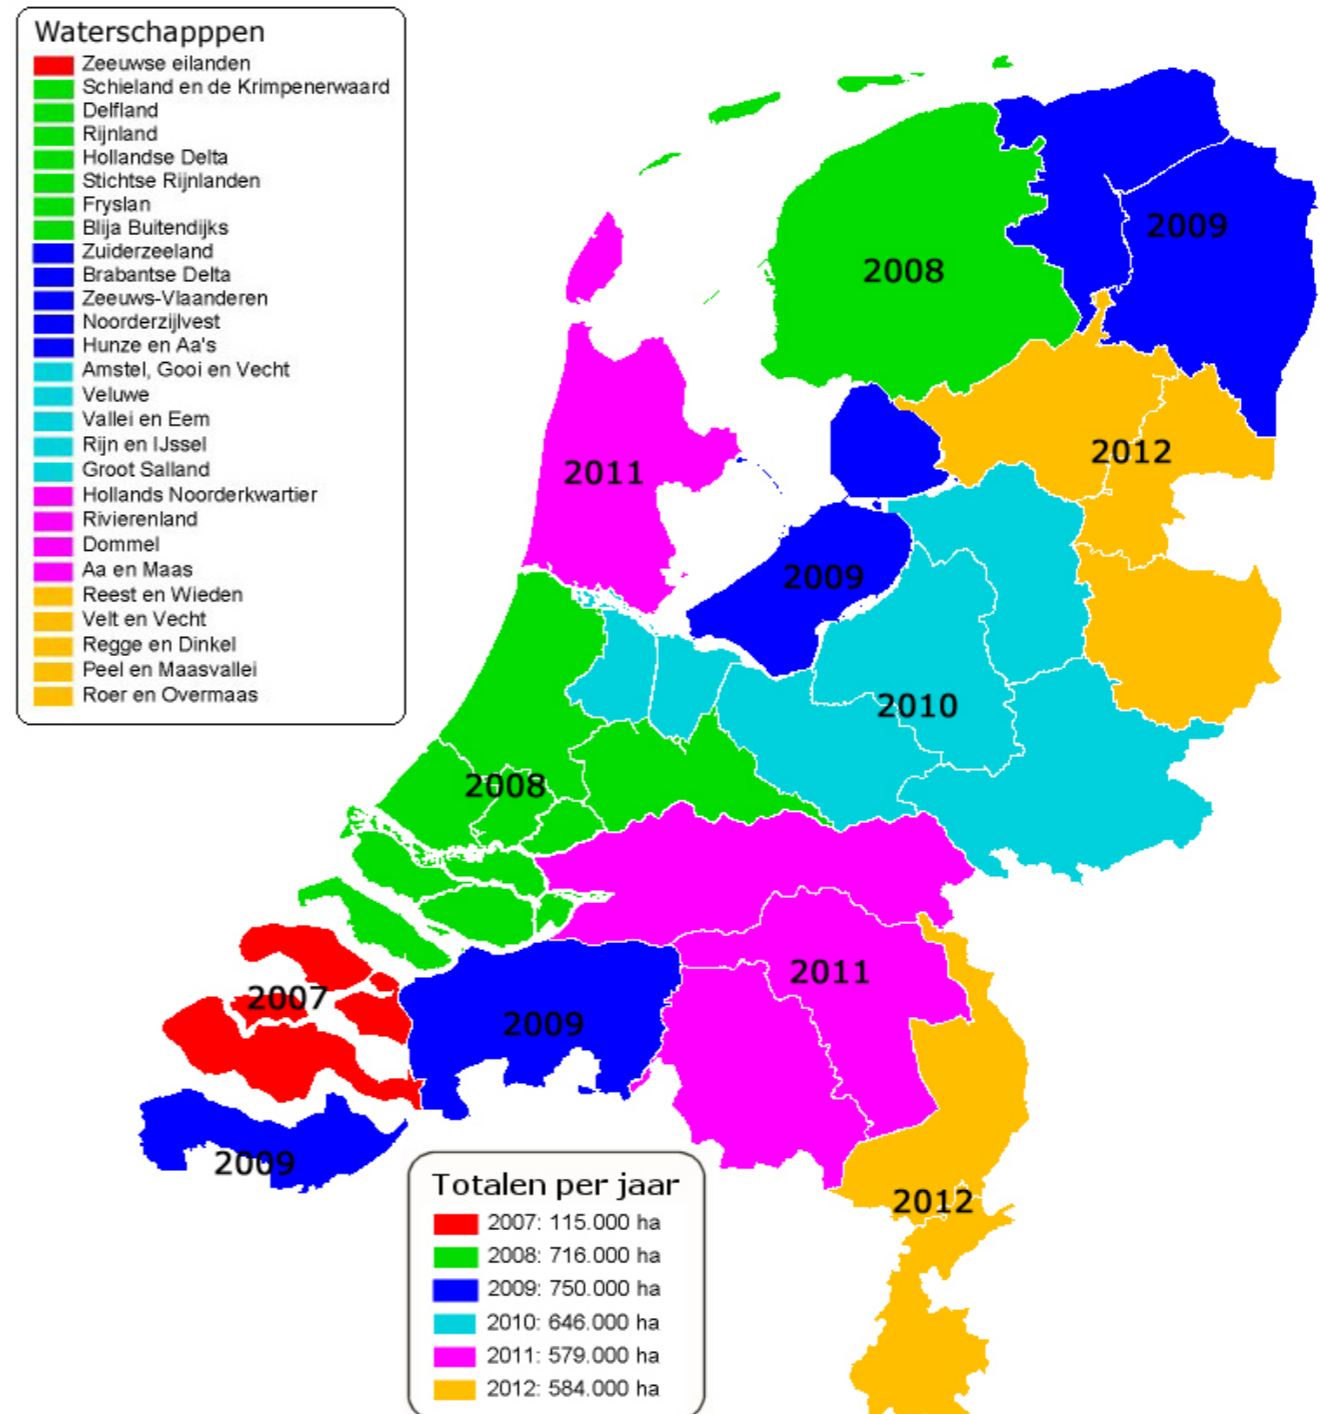 Waterschapppen
Zeeuwse eilanden
Schieland en de Krimpenerwaard
Delfland
Rijnland
Hollandse Delta
Stichtse Rijnlanden
Fryslan
Blija Buitendijks
Zuiderzeeland
Brabantse Delta
Zeeuws-Vlaanderen
Noorderzijlvest
Hunze en Aa's
Amstel, Gooi en Vecht
Veluwe
Vallei en Eem
Rijn en IJssel
Groot Salland
Hollands Noorderkwartier
Rivierenland
Dommel
Aa en Maas
Reest en Wieden
Velt en Vecht
Regge en Dinkel
Peel en Maasvallei
Roer en Overmaas
2009
2008
2012
2011
2009
2010
2008
2011
2007
2009
2009
2012
Totalen per jaar
2007: 115.000 ha
2008: 716.000 ha
2009: 750.000 ha
2010: 646.000 ha
2011: 579.000 ha
2012: 584.000 ha